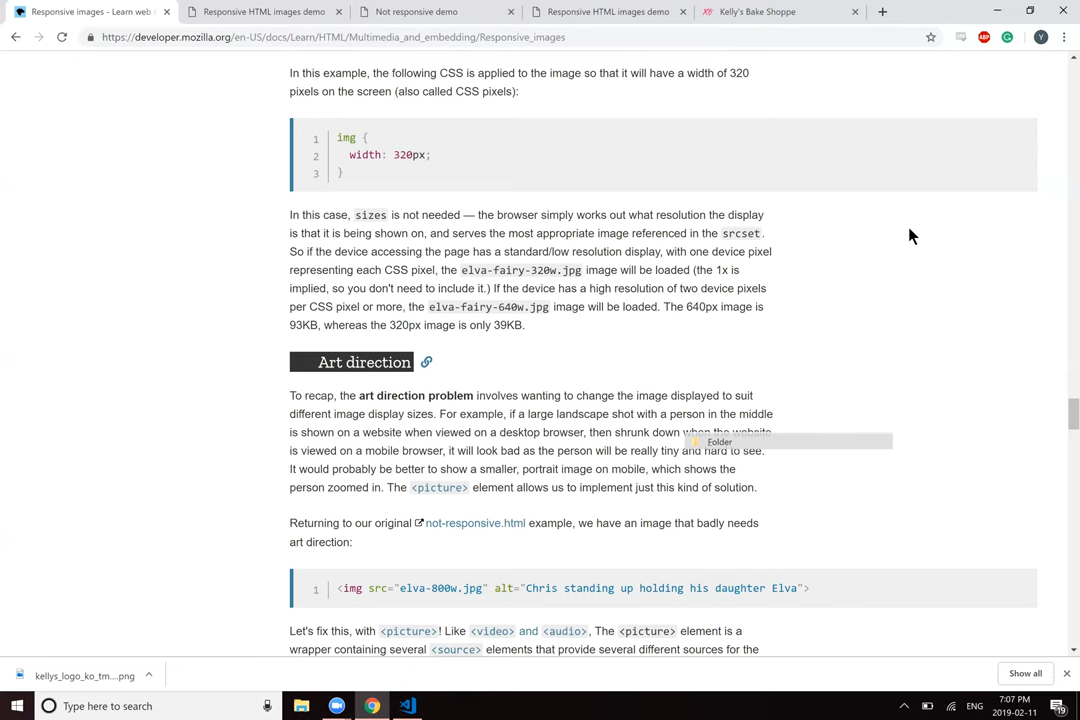 Responsive images - Learn web
Responsive HTML images demo
Not responsive demo
Responsive HTML images demo
Kelly's Bake Shoppe
https://developer.mozilla.org/en-US/docs/Learn/HTML/Multimedia_and_embedding/Responsive_images
ABP
Y
In this example, the following CSS is applied to the image so that it will have a width of 320
pixels on the screen (also called CSS pixels):
1 img {
2 width: 320px;
3 }
In this case, sizes is not needed — the browser simply works out what resolution the display
is that it is being shown on, and serves the most appropriate image referenced in the srcset.
So if the device accessing the page has a standard/low resolution display, with one device pixel
representing each CSS pixel, the elva-fairy-320w.jpg image will be loaded (the 1x is
implied, so you don't need to include it.) If the device has a high resolution of two device pixels
per CSS pixel or more, the elva-fairy-640w.jpg image will be loaded. The 640px image is
93KB, whereas the 320px image is only 39KB.
Art direction
To recap, the art direction problem involves wanting to change the image displayed to suit
different image display sizes. For example, if a large landscape shot with a person in the middle
is shown on a website when viewed on a desktop browser, then shrunk down when the website
Folder
is viewed on a mobile browser, it will look bad as the person will be really tiny and hard to see.
It would probably be better to show a smaller, portrait image on mobile, which shows the
person zoomed in. The <picture> element allows us to implement just this kind of solution.
Returning to our original not-responsive.html example, we have an image that badly needs
art direction:
1 <img src="elva-800w.jpg" alt="Chris standing up holding his daughter Elva">
Let's fix this, with <picture>! Like <video> and <audio>, The <picture> element is a
wrapper containing several <source> elements that provide several different sources for the
kellys_logo_ko_tm....png
Show all
Type here to search
ENG
7:07 PM
2019-02-11
19